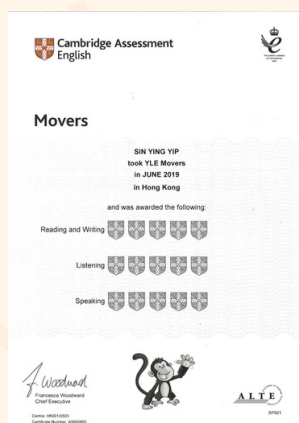 Cambridge Assessment
English
Movers
SIN YING YIP
took YLE Movers
in JUNE 2019
in Hong Kong
and was awarded the following:
Reading and Writing
Listening
Speaking
J. Woodward
Francesca Woodward
Chief Executive
ALTE